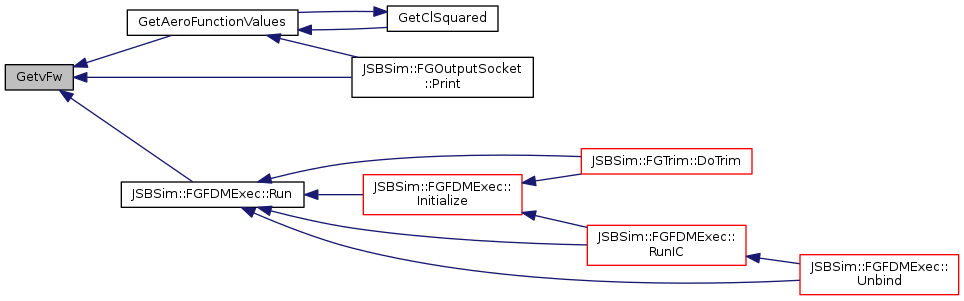 GetvFw
GetAeroFunctionValues
GetClSquared
JSBSim::FGOutputSocket
::Print
JSBSim::FGFDMExec::Run
JSBSim::FGTrim::DoTrim
JSBSim::FGFDMExec::
Initialize
JSBSim::FGFDMExec::
RunIC
JSBSim::FGFDMExec::
Unbind